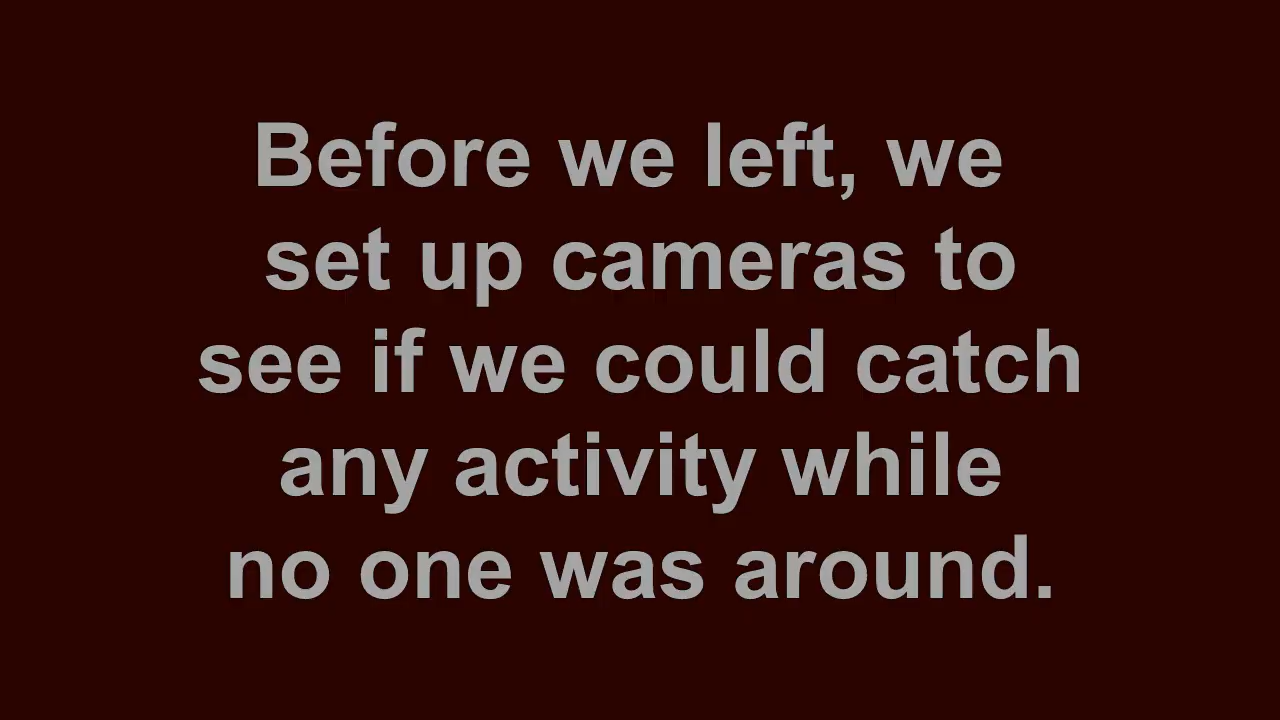 Before we left, we
set up cameras to
see if we could catch
any activity while
no one was around.